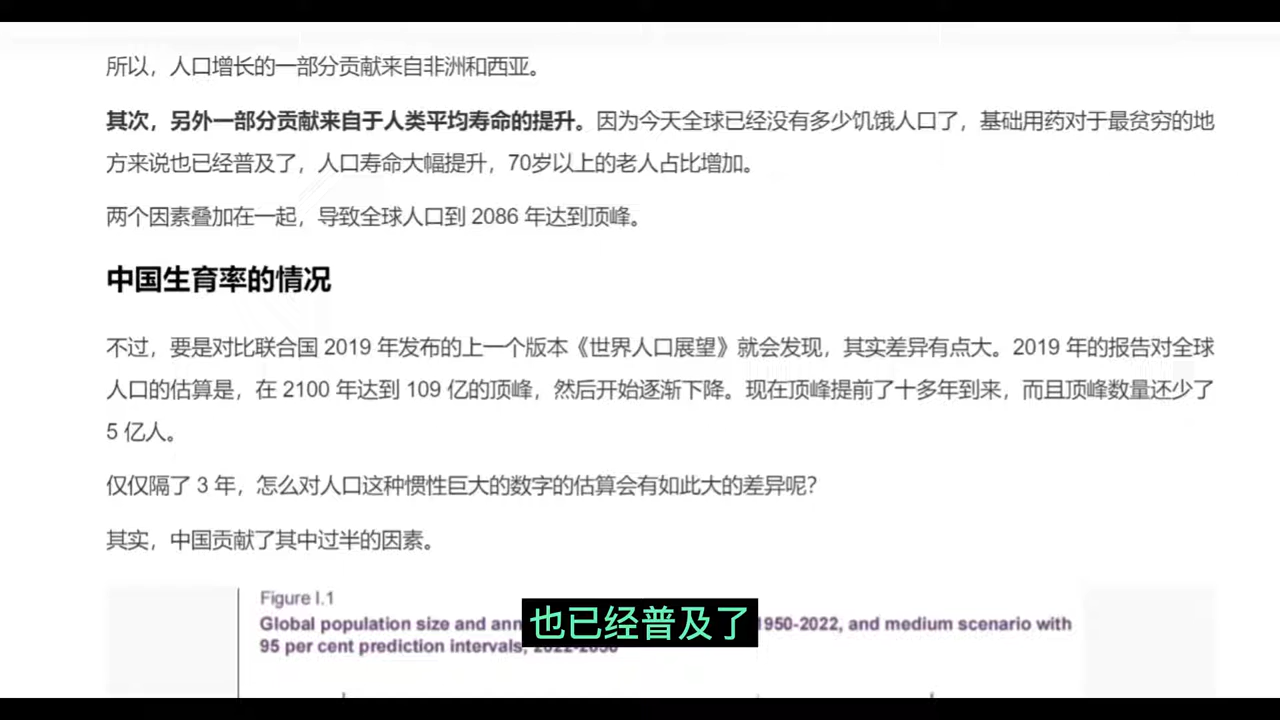 所以，人口增长的一部分贡献来自非洲和西亚。
其次，另外一部分贡献来自于人类平均寿命的提升。因为今天全球已经没有多少饥饿人口了，基础用药对于最贫穷的地
方来说也已经普及了，人口寿命大幅提升，70岁以上的老人占比增加。
两个因素叠加在一起，导致全球人口到 2086 年达到顶峰。
中国生育率的情况
不过，要是对比联合国 2019 年发布的上一个版本《世界人口展望》就会发现，其实差异有点大。2019 年的报告对全球
人口的估算是，在 2100 年达到 109 亿的顶峰，然后开始逐渐下降。现在顶峰提前了十多年到来，而且顶峰数量还少了
5 亿人。
仅仅隔了 3 年，怎么对人口这种惯性巨大的数字的估算会有如此大的差异呢？
其实，中国贡献了其中过半的因素。
Figure I.1
Global population size and 1950-2022, and medium scenario with
95 per cent prediction intervals,
也已经普及了